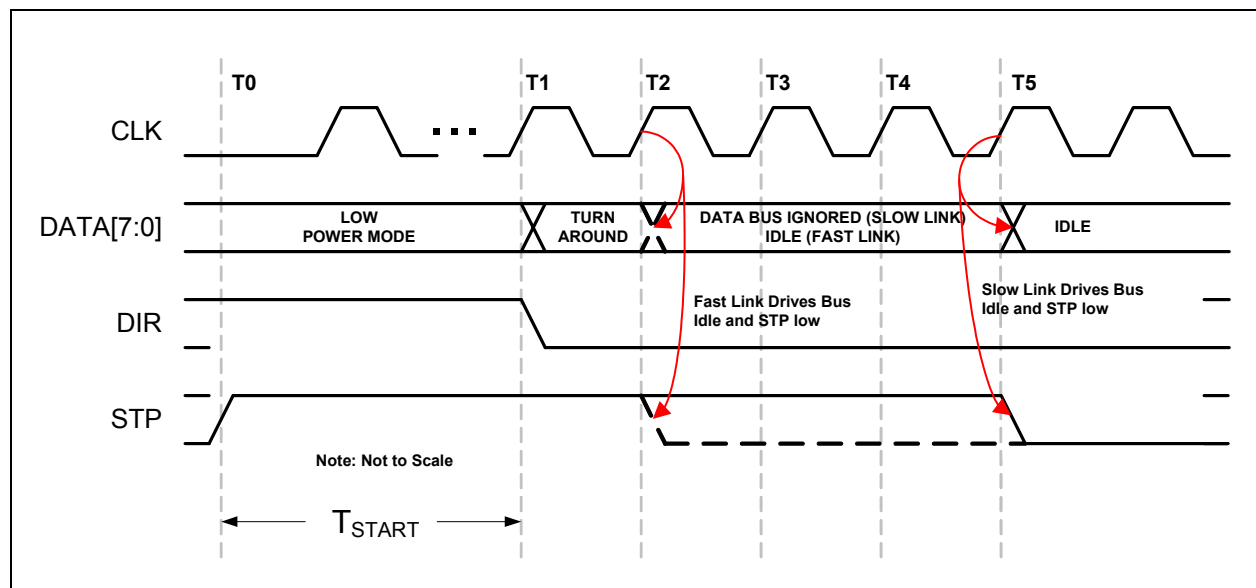 T0
T1
T2
T3
T4
T5
CLK
DATA[7:0]
LOW
POWER MODE
TURN
AROUND
DATA BUS IGNORED (SLOW LINK)
IDLE (FAST LINK)
IDLE
DIR
Fast Link Drives Bus
Idle and STP low
Slow Link Drives Bus
Idle and STP low
STP
Note: Not to Scale
TSTART